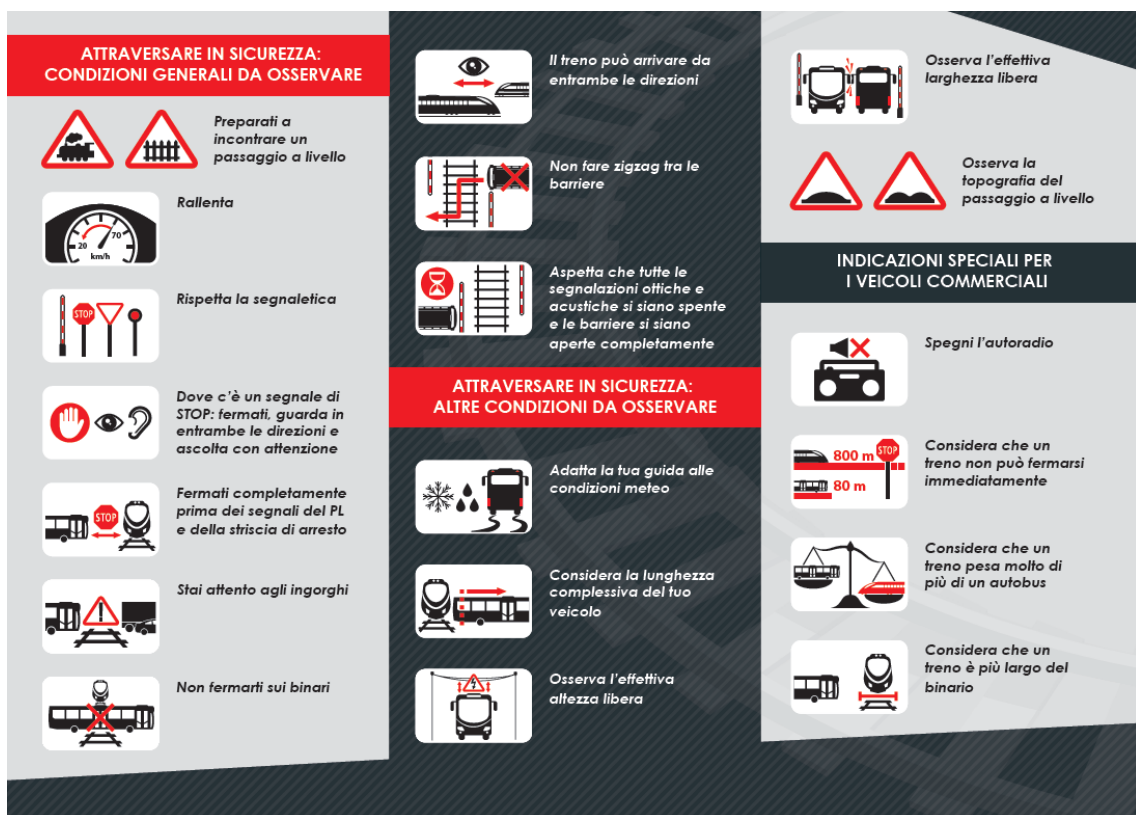 ATTRAVERSARE IN SICUREZZA:
CONDIZIONI GENERALI DA OSSERVARE
Preparati a
incontrare un
passaggio a livello
20
70
km/h
Rallenta
STOP
Rispetta la segnaletica
Dove c'è un segnale di
STOP: fermati, guarda in
entrambe le direzioni e
ascolta con attenzione
STOP
Fermati completamente
prima dei segnali del PL
e della striscia di arresto
Stai attento agli ingorghi
Non fermarti sui binari
Il treno può arrivare da
entrambe le direzioni
Non fare zigzag tra le
barriere
Aspetta che tutte le
segnalazioni ottiche e
acustiche si siano spente
e le barriere si siano
aperte completamente
ATTRAVERSARE IN SICUREZZA:
ALTRE CONDIZIONI DA OSSERVARE
Adatta la tua guida alle
condizioni meteo
Considera la lunghezza
complessiva del tuo
veicolo
Osserva l'effettiva
altezza libera
Osserva l'effettiva
larghezza libera
Osserva la
topografia del
passaggio a livello
INDICAZIONI SPECIALI PER
I VEICOLI COMMERCIALI
Spegni l'autoradio
800 m
STOP
80 m
Considera che un
treno non può fermarsi
immediatamente
Considera che un
treno pesa molto di
più di un autobus
Considera che un
treno è più largo del
binario